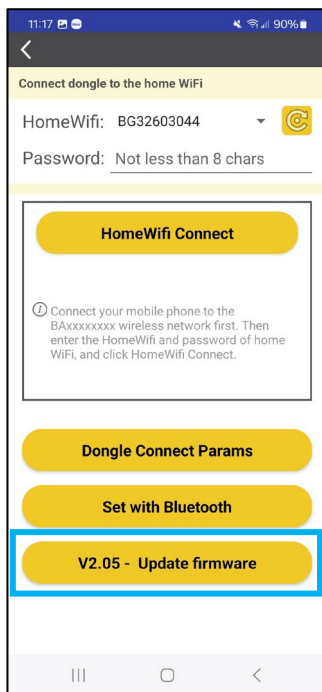 11:17 90%
Connect dongle to the home WiFi
HomeWifi: BG32603044
Password: Not less than 8 chars
HomeWifi Connect
Connect your mobile phone to the
BAxxxxxxxx wireless network first. Then
enter the HomeWifi and password of home
WiFi, and click HomeWifi Connect.
Dongle Connect Params
Set with Bluetooth
V2.05 - Update firmware